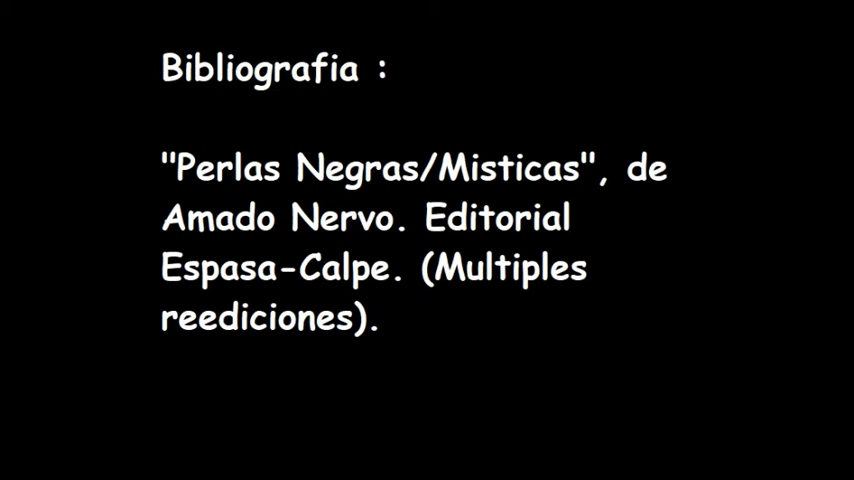 Bibliografia :
"Perlas Negras/Misticas", de
Amado Nervo. Editorial
Espasa-Calpe. (Multiples
reediciones).